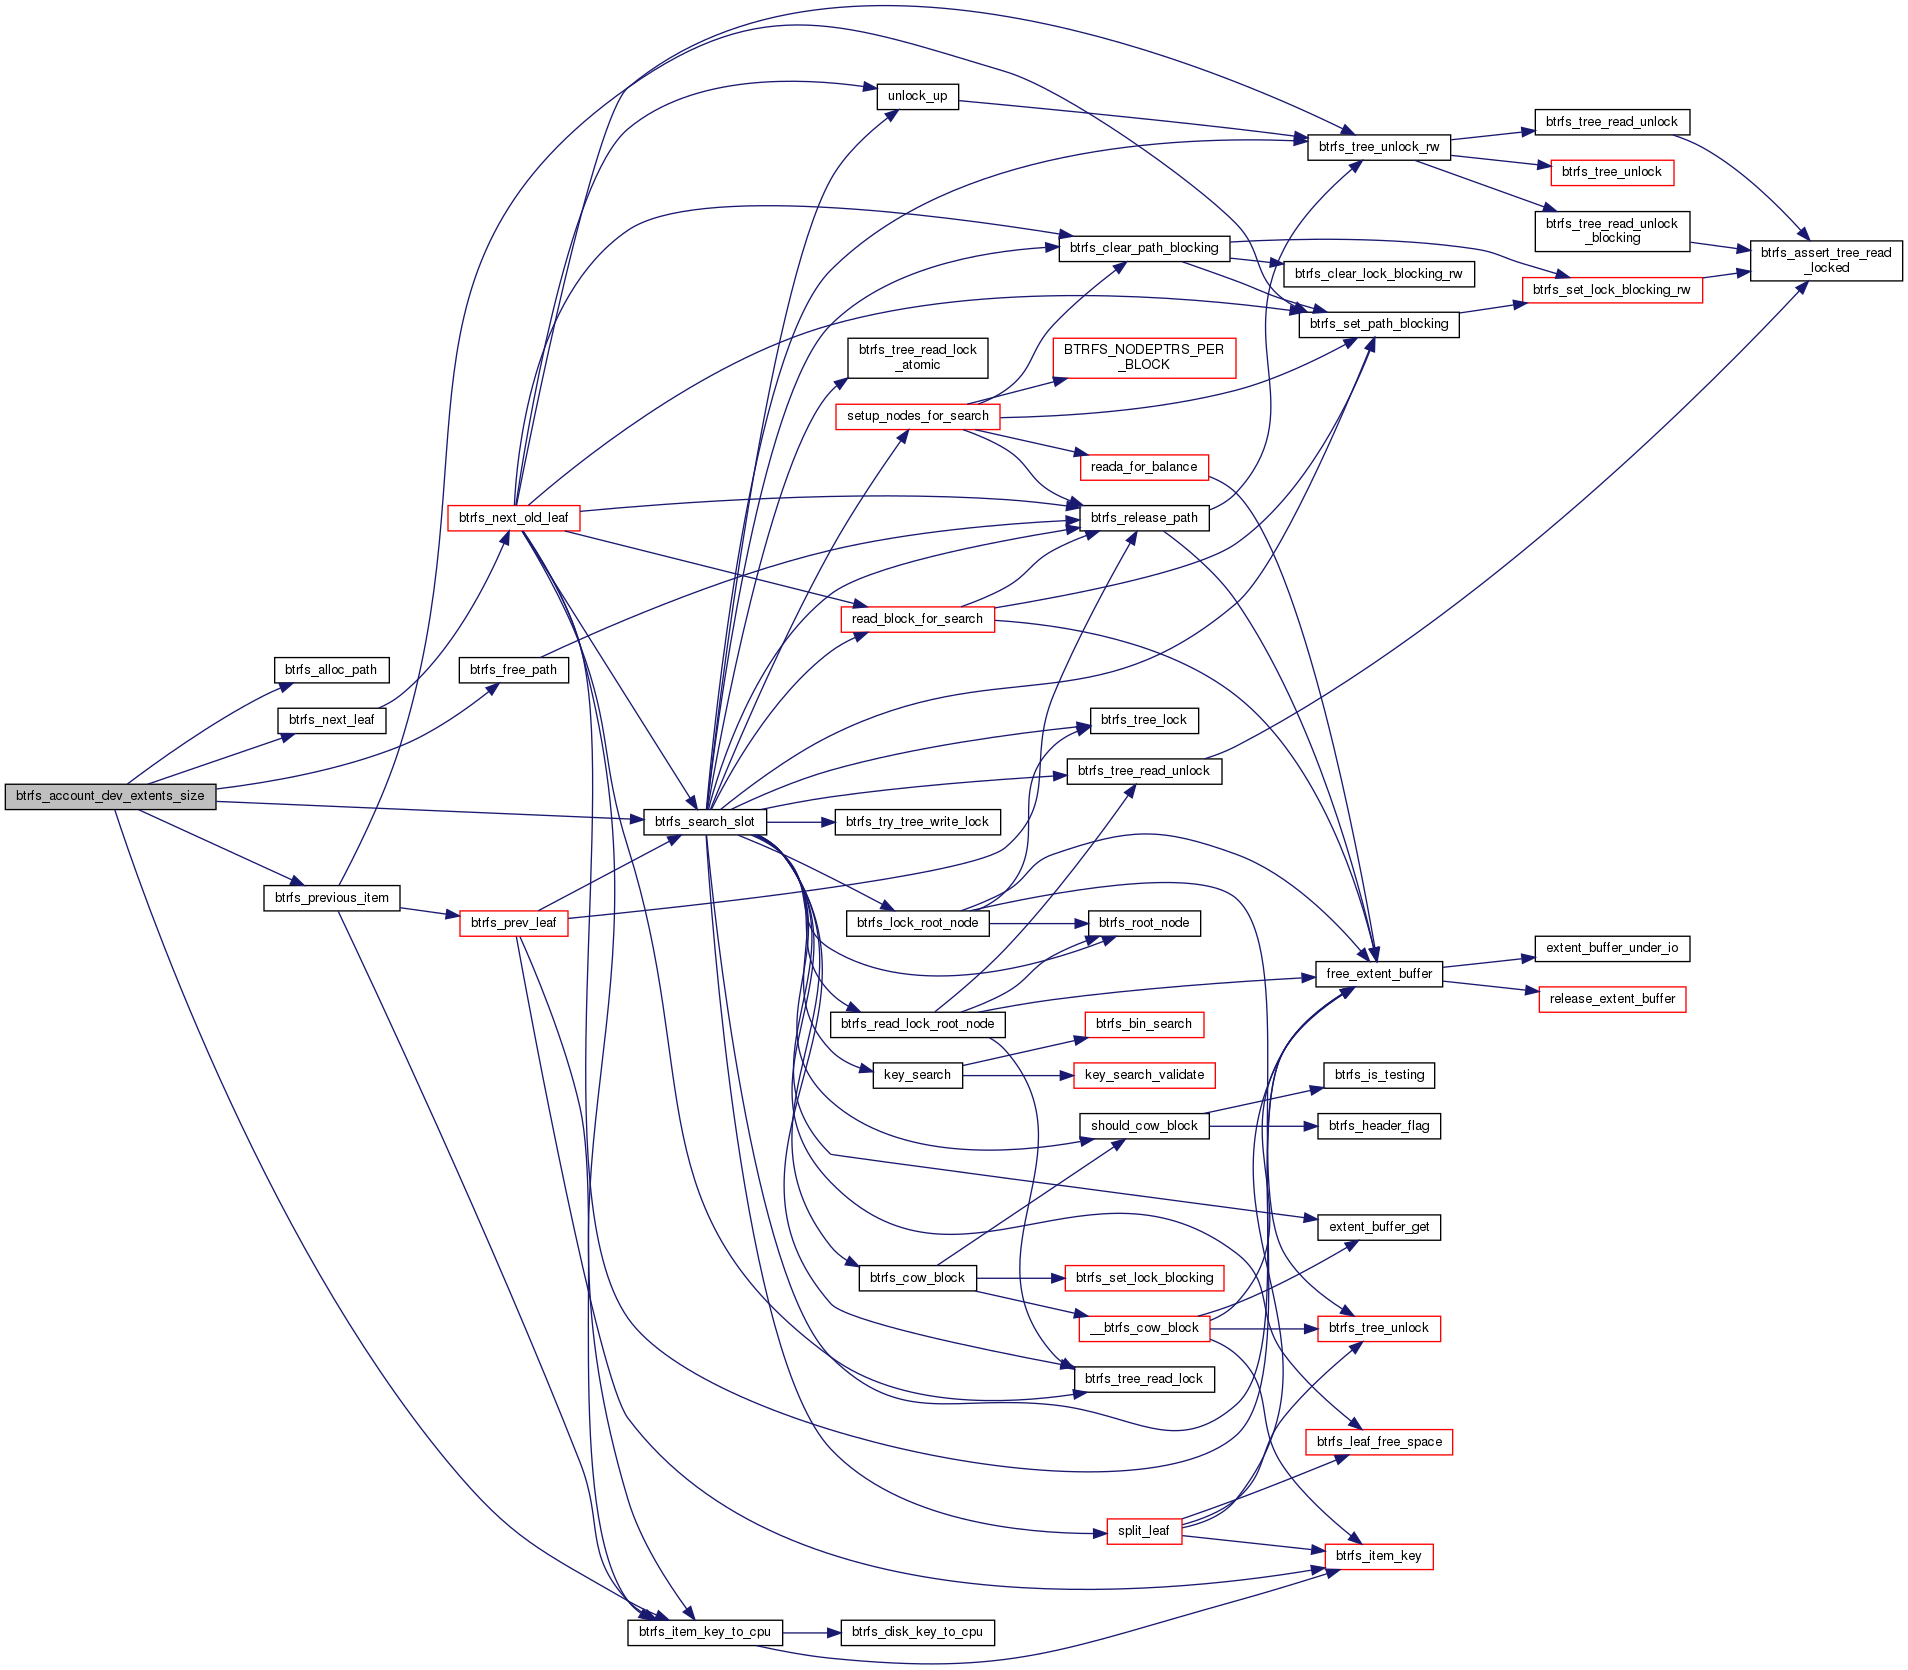 unlock_up
btrfs_tree_unlock_rw
btrfs_tree_read_unlock
btrfs_tree_unlock
btrfs_tree_read_unlock
_blocking
btrfs_assert_tree_read
_locked
btrfs_clear_path_blocking
btrfs_clear_lock_blocking_rw
btrfs_set_lock_blocking_rw
btrfs_set_path_blocking
btrfs_tree_read_lock
_atomic
BTRFS_NODEPTRS_PER
_BLOCK
setup_nodes_for_search
reada_for_balance
btrfs_next_old_leaf
btrfs_release_path
read_block_for_search
btrfs_alloc_path
btrfs_free_path
btrfs_next_leaf
btrfs_tree_lock
btrfs_tree_read_unlock
btrfs_account_dev_extents_size
btrfs_search_slot
btrfs_try_tree_write_lock
btrfs_previous_item
btrfs_prev_leaf
btrfs_lock_root_node
btrfs_root_node
extent_buffer_under_io
free_extent_buffer
release_extent_buffer
btrfs_read_lock_root_node
btrfs_bin_search
key_search
key_search_validate
btrfs_is_testing
should_cow_block
btrfs_header_flag
extent_buffer_get
btrfs_cow_block
btrfs_set_lock_blocking
__btrfs_cow_block
btrfs_tree_unlock
btrfs_tree_read_lock
btrfs_leaf_free_space
split_leaf
btrfs_item_key
btrfs_item_key_to_cpu
btrfs_disk_key_to_cpu